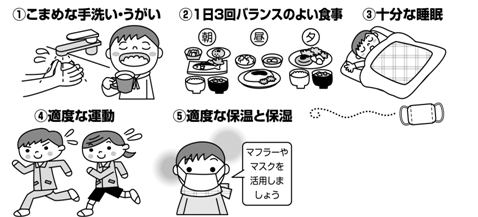 ①こまめな手洗い・うがい
②1日3回バランスのよい食事
朝
昼
夕
③十分な睡眠
④適度な運動
⑤適度な保温と保湿
マフラーや
マスクを
活用しま
しょう